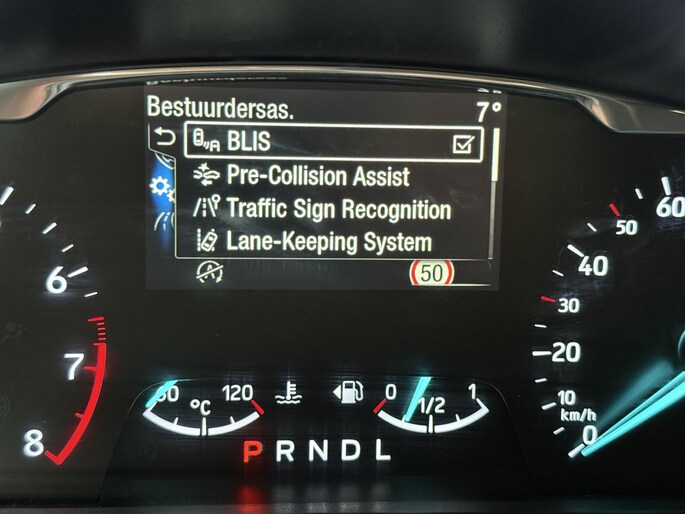 Bestuurdersas. 7°
BLIS
Pre-Collision Assist
Traffic Sign Recognition
Lane-Keeping System
A
50
6
7
8
120
°C
0
1/2
1
P R N D L
60
50
40
30
20
10
km/h
0